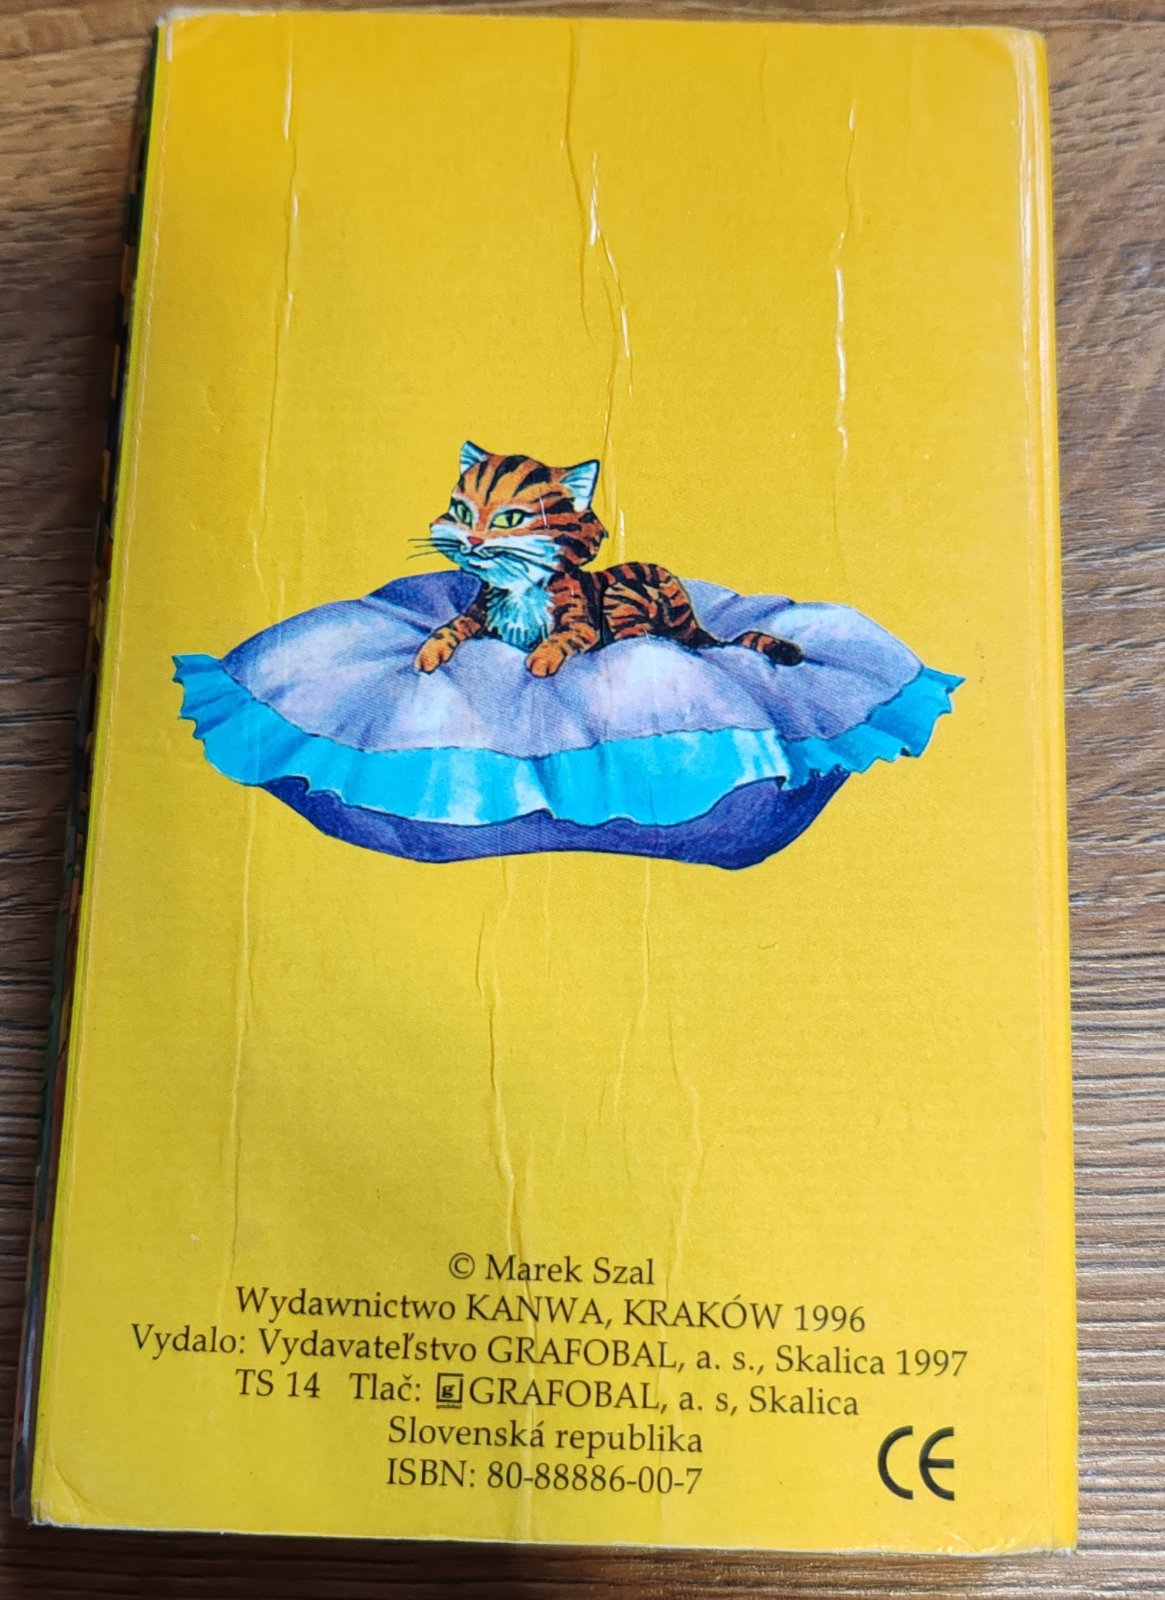 © Marek Szal
Wydawnictwo KANWA, KRAKÓW 1996
Vydalo: Vydavateľstvo GRAFOBAL, a. s., Skalica 1997
TS 14 Tlač: g GRAFOBAL, a. s, Skalica
Slovenská republika
ISBN: 80-88886-00-7
CE